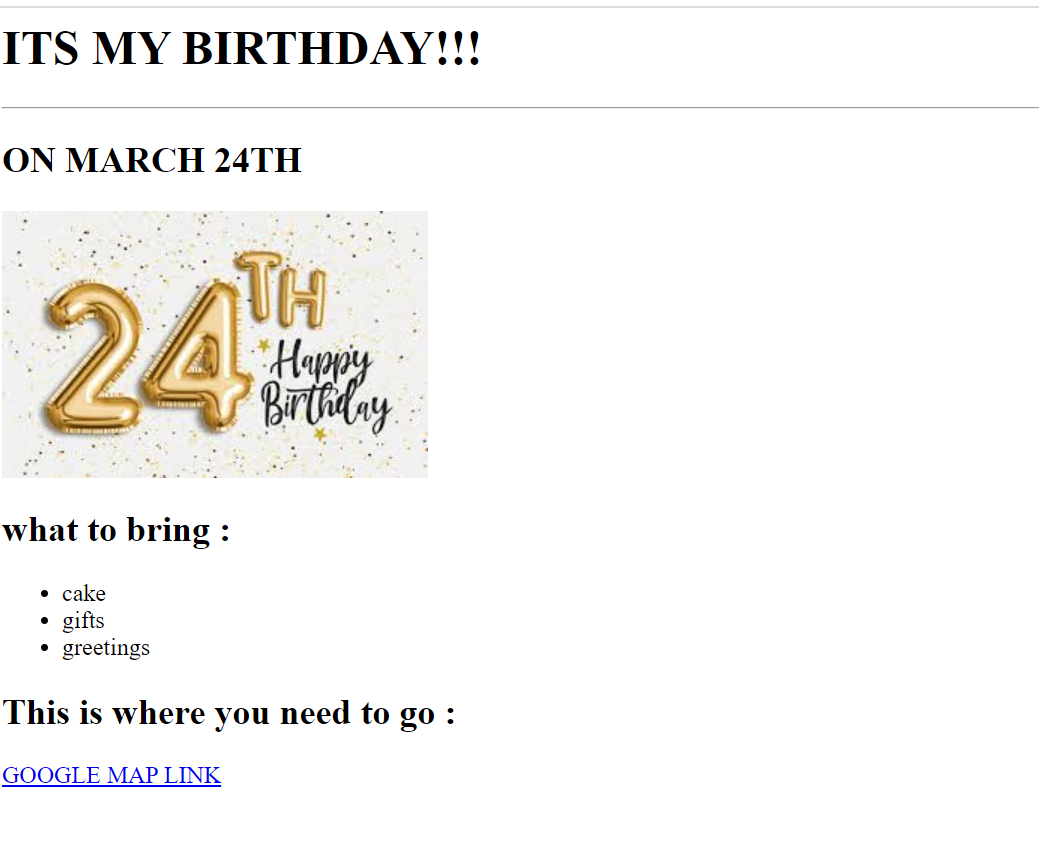 ITS MY BIRTHDAY!!!
ON MARCH 24TH
24TH
Happy
Birthday
what to bring :
cake
gifts
greetings
This is where you need to go :
GOOGLE MAP LINK